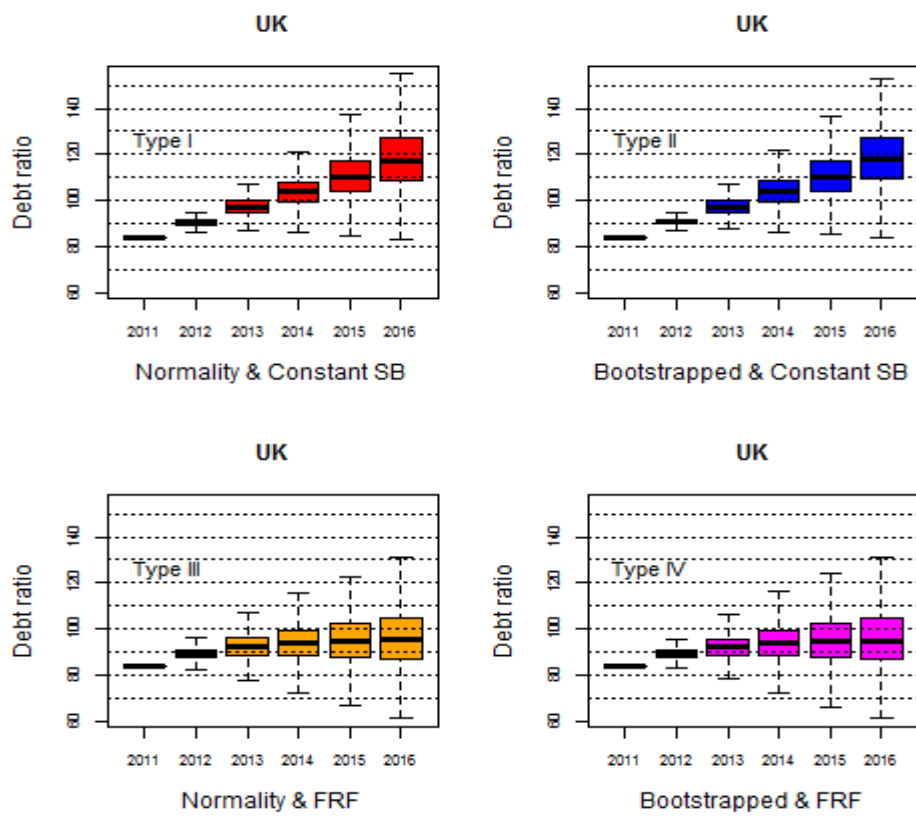 UK
Debt ratio
Type I
140
120
100
80
60
2011 2012 2013 2014 2015 2016
Normality & Constant SB
UK
Debt ratio
Type II
140
120
100
80
60
2011 2012 2013 2014 2015 2016
Bootstrapped & Constant SB
UK
Debt ratio
Type III
140
120
100
80
60
2011 2012 2013 2014 2015 2016
Normality & FRF
UK
Debt ratio
Type IV
140
120
100
80
60
2011 2012 2013 2014 2015 2016
Bootstrapped & FRF